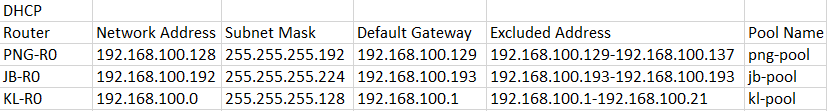 DHCP
Router Network Address Subnet Mask Default Gateway Excluded Address Pool Name
PNG-R0 192.168.100.128 255.255.255.192 192.168.100.129 192.168.100.129-192.168.100.137 png-pool
JB-R0 192.168.100.192 255.255.255.224 192.168.100.193 192.168.100.193-192.168.100.193 jb-pool
KL-R0 192.168.100.0 255.255.255.128 192.168.100.1 192.168.100.1-192.168.100.21 kl-pool